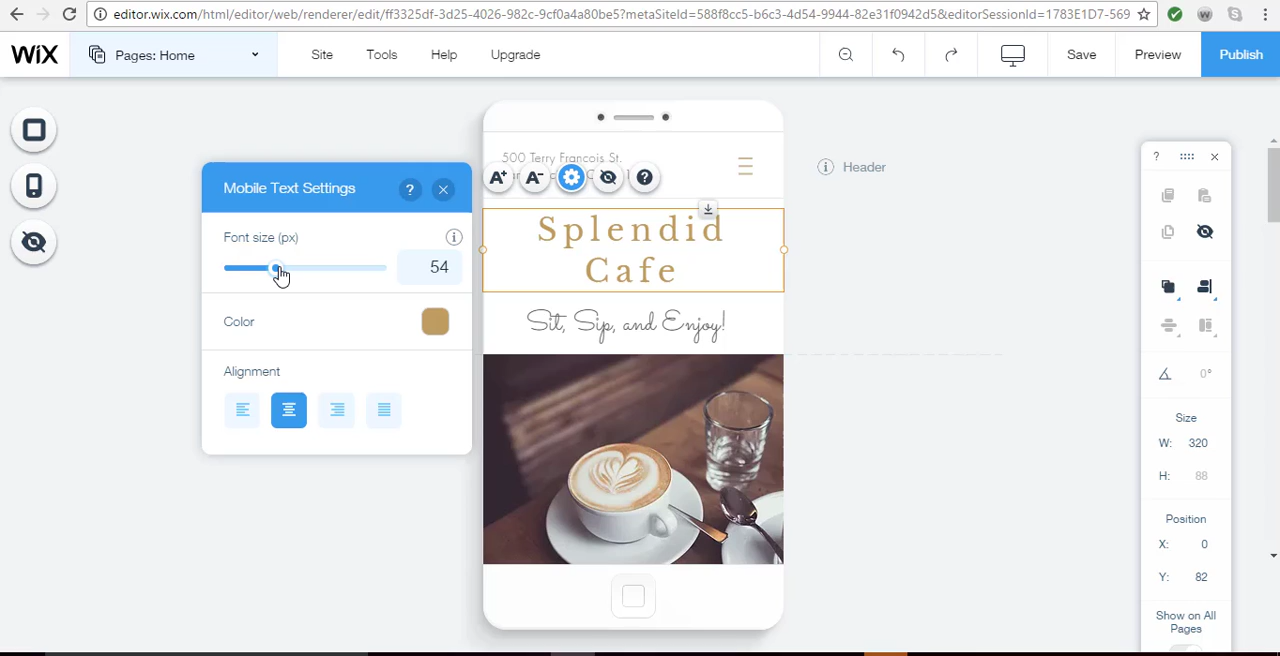 editor.wix.com/html/editor/web/renderer/edit/ff3325df-3d25-4026-982c-9cf0a4a80be5?metaSiteId=588f8cc5-b6c3-4d54-9944-82e31f0942d5&editorSessionId=1783E1D7-569
WiX Pages: Home Site Tools Help Upgrade Save Preview Publish
500 Terry Francois St.
Header
Mobile Text Settings ? ×
A+ A- ?
Font size (px)
54
Color
Alignment
Splendid
Cafe
Sit, Sip, and Enjoy!
?
0°
Size
W: 320
H: 88
Position
X: 0
Y: 82
Show on All
Pages